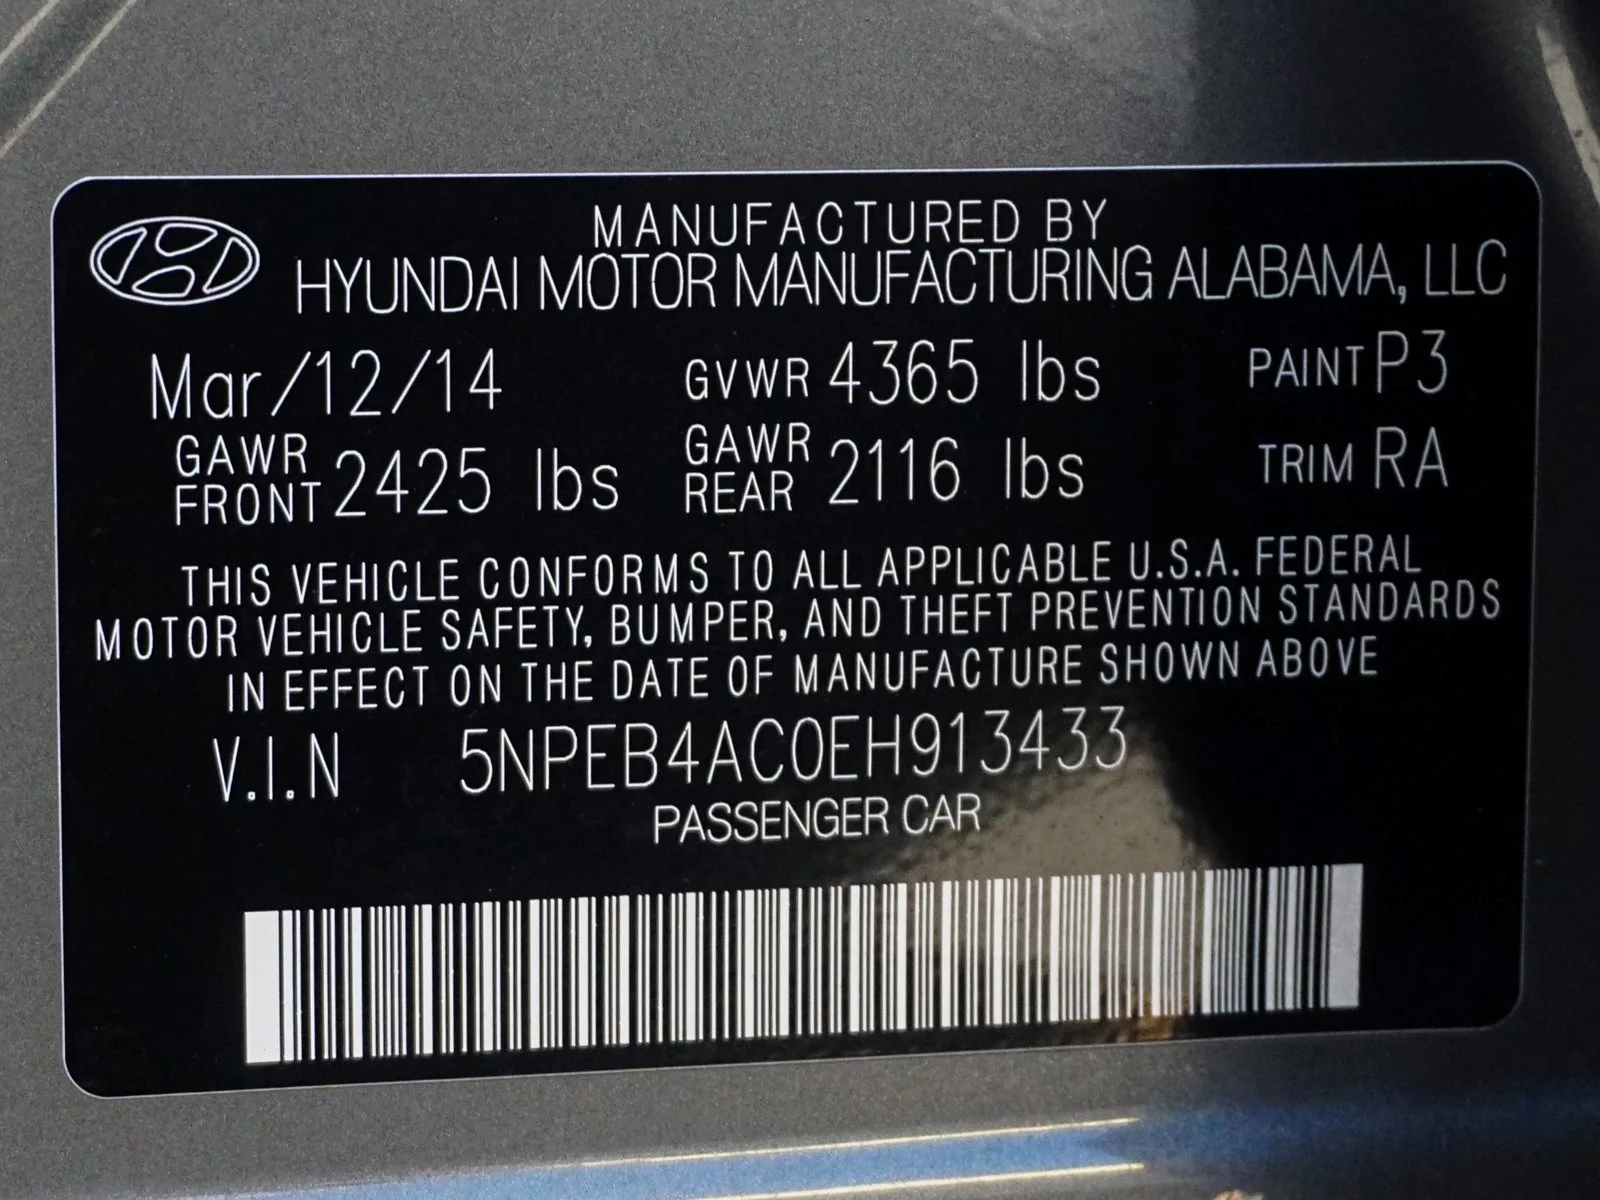 MANUFACTURED BY
HYUNDAI MOTOR MANUFACTURING ALABAMA, LLC
Mar/12/14 GVWR 4365 lbs PAINT P3
GAWR FRONT 2425 lbs GAWR REAR 2116 lbs TRIM RA
THIS VEHICLE CONFORMS TO ALL APPLICABLE U.S.A. FEDERAL
MOTOR VEHICLE SAFETY, BUMPER, AND THEFT PREVENTION STANDARDS
IN EFFECT ON THE DATE OF MANUFACTURE SHOWN ABOVE
V.I.N 5NPEB4AC0EH913433
PASSENGER CAR